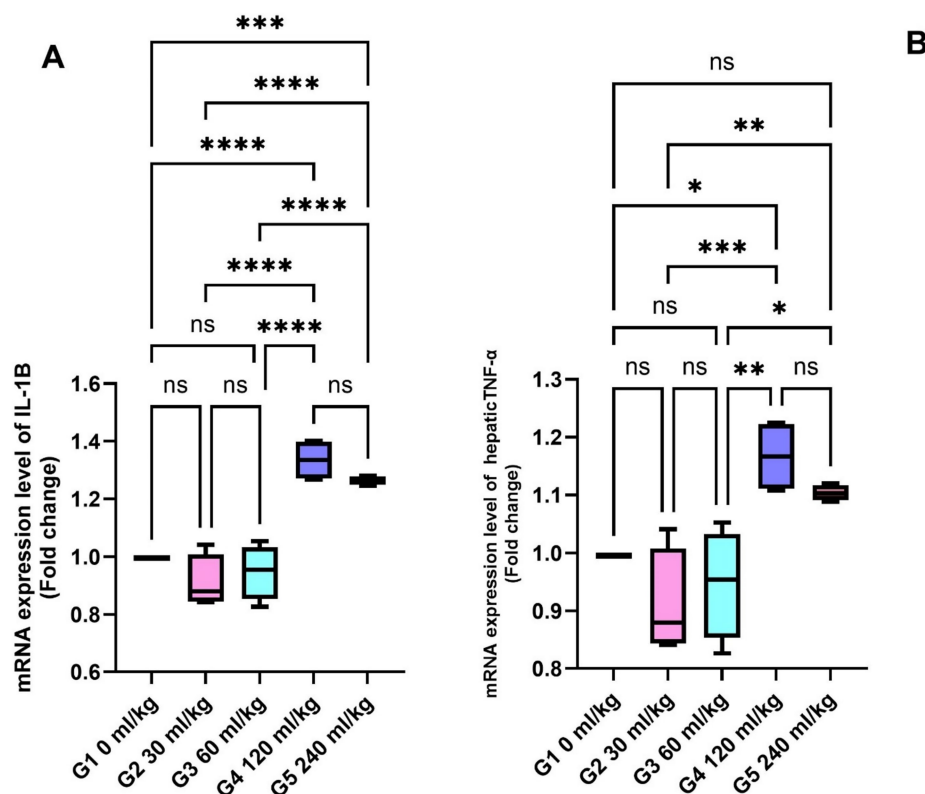 A
***
****
****
****
****
ns
****
ns
ns
ns
mRNA expression level of IL-1B
(Fold change)
1.6
1.4
1.2
1.0
0.8
0.6
G1 0 ml/kg
G2 30 ml/kg
G3 60 ml/kg
G4 120 ml/kg
G5 240 ml/kg
B
ns
**
*
***
ns
*
ns
ns
**
ns
mRNA expression level of hepaticTNF-α
(Fold change)
1.3
1.2
1.1
1.0
0.9
0.8
G1 0 ml/kg
G2 30 ml/kg
G3 60 ml/kg
G4 120 ml/kg
G5 240 ml/kg